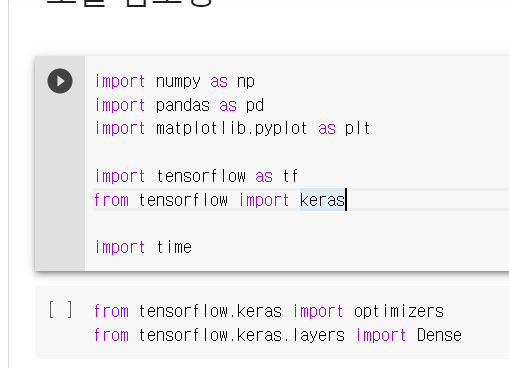 import numpy as np
import pandas as pd
import matplotlib.pyplot as plt
import tensorflow as tf
from tensorflow import keras
import time
[ ] from tensorflow.keras import optimizers
from tensorflow.keras.layers import Dense